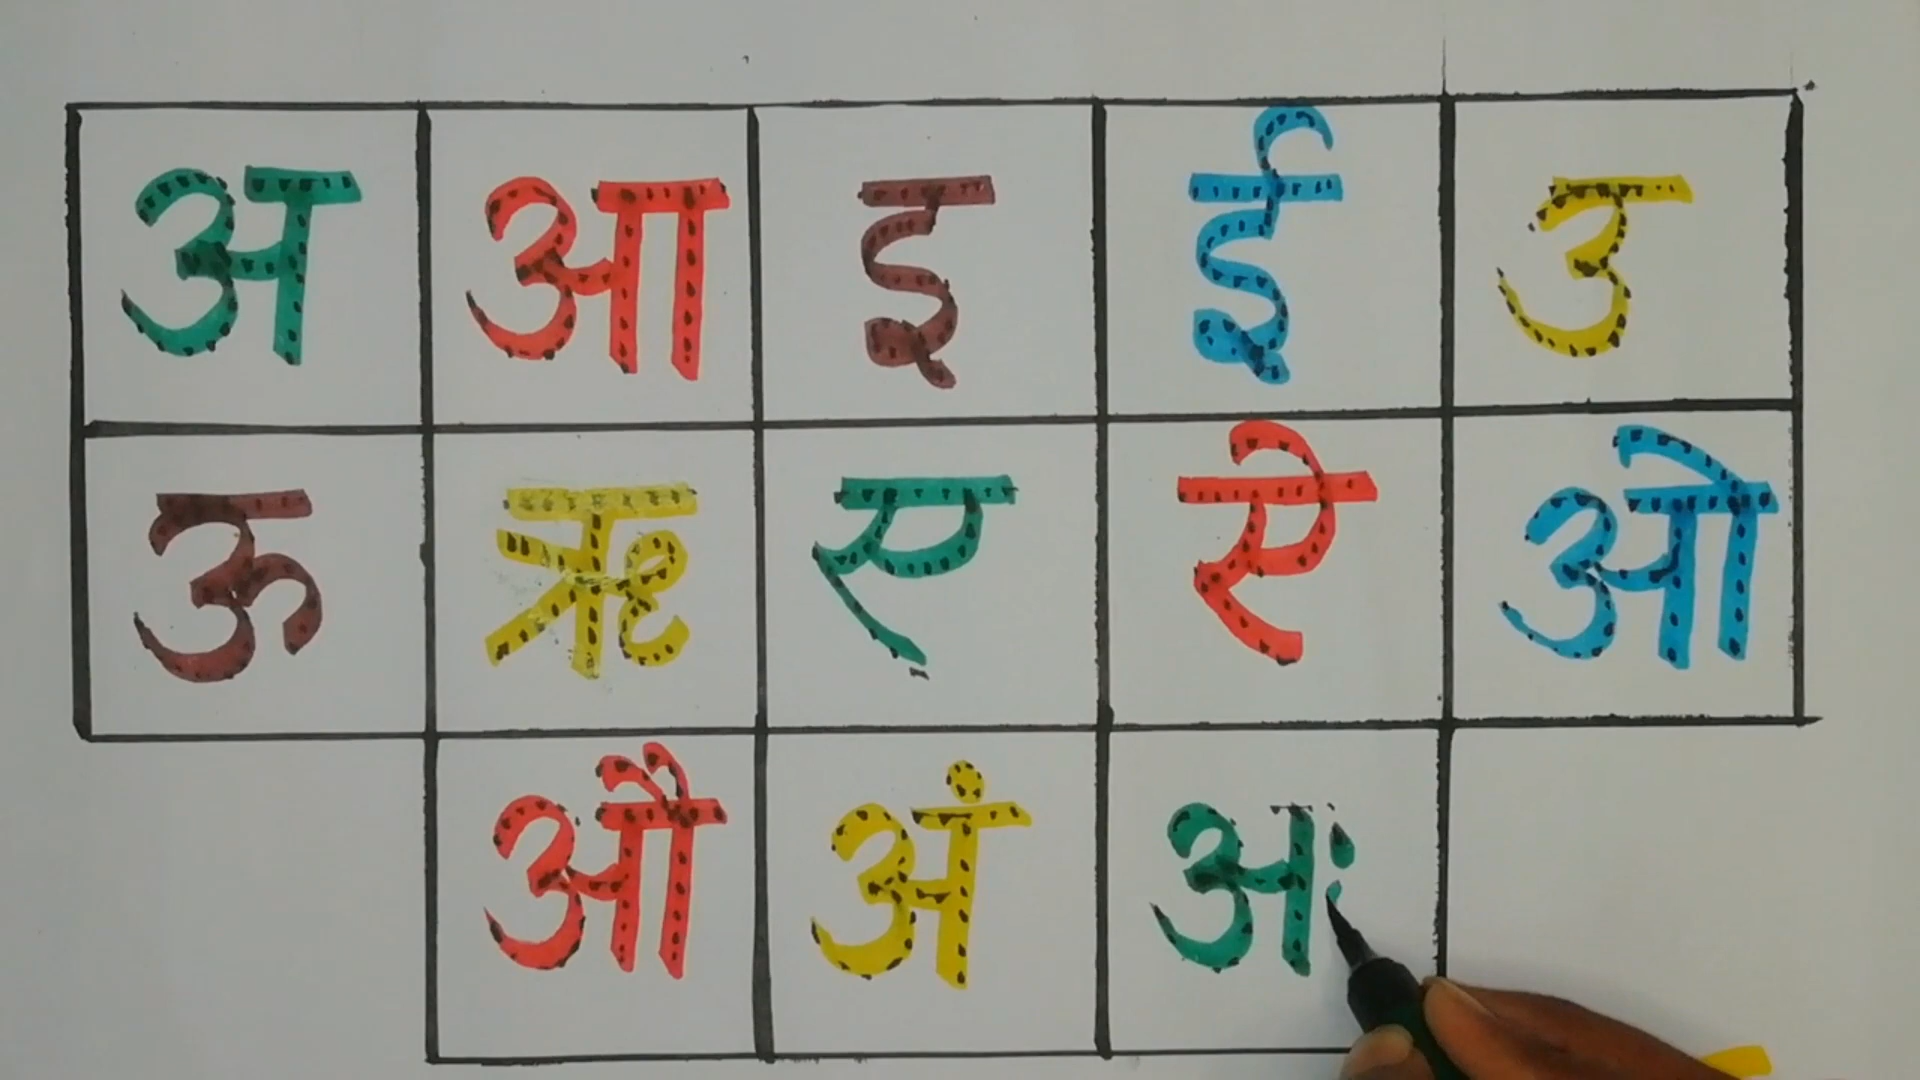 अ आ इ ई उ
ऊ ऋ ए ऐ ओ
औ अं अः